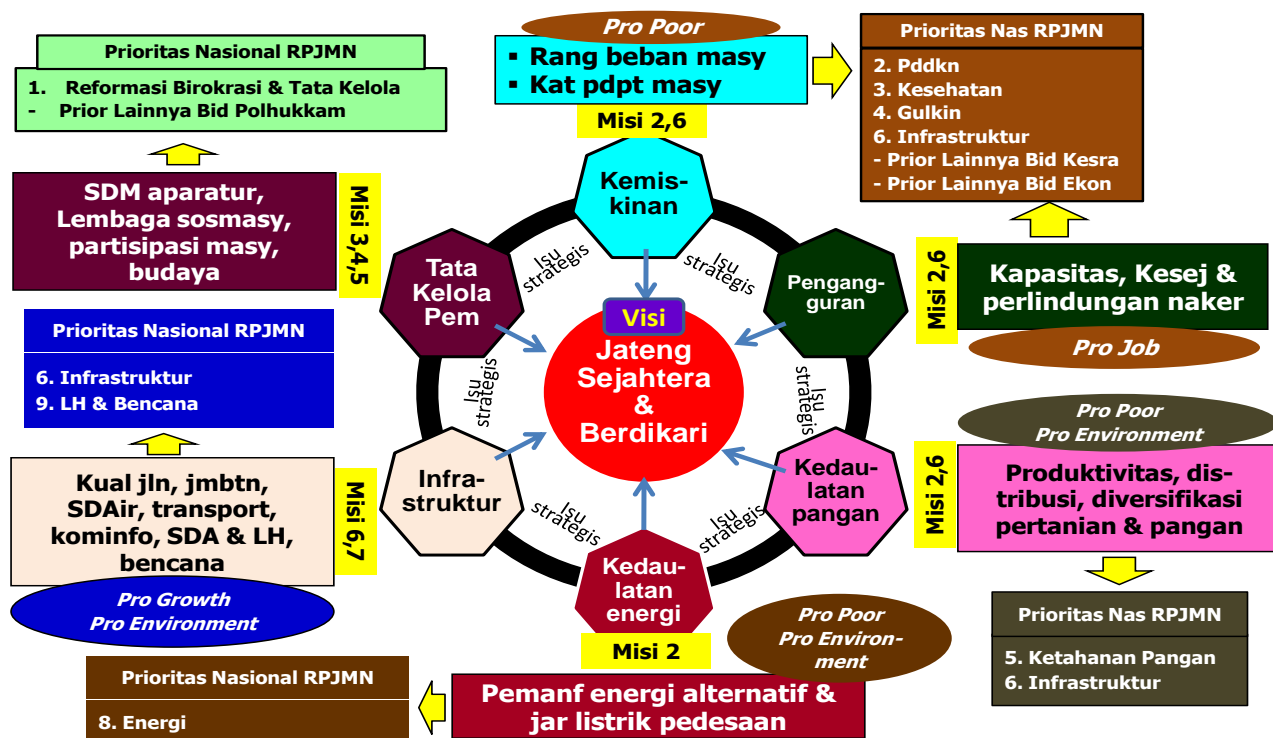 Prioritas Nasional RPJMN
1. Reformasi Birokrasi & Tata Kelola
- Prior Lainnya Bid Polhukkam
Pro Poor
▪ Rang beban masy
▪ Kat pdpt masy
Misi 2,6
Prioritas Nas RPJMN
2. Pddkn
3. Kesehatan
4. Gulkin
6. Infrastruktur
- Prior Lainnya Bid Kesra
- Prior Lainnya Bid Ekon
SDM aparatur,
Lembaga sosmasy,
partisipasi masy,
budaya
Misi 3,4,5
Kemis-
kinan
Isu
strategis
Isu
strategis
Tata
Kelola
Pem
Pengang-
guran
Misi 2,6
Kapasitas, Kesej &
perlindungan naker
Pro Job
Visi
Jateng
Sejahtera
&
Berdikari
Prioritas Nasional RPJMN
6. Infrastruktur
9. LH & Bencana
Isu
strategis
Isu
strategis
Pro Poor
Pro Environment
Kual jln, jmbtn,
SDAir, transport,
kominfo, SDA & LH,
bencana
Misi 6,7
Pro Growth
Pro Environment
Infra-
struktur
Kedau-
latan
pangan
Misi 2,6
Produktivitas, dis-
tribusi, diversifikasi
pertanian & pangan
Isu
strategis
Isu
strategis
Kedau-
latan
energi
Misi 2
Pro Poor
Pro Environ-
ment
Prioritas Nas RPJMN
5. Ketahanan Pangan
6. Infrastruktur
Prioritas Nasional RPJMN
8. Energi
Pemanf energi alternatif &
jar listrik pedesaan